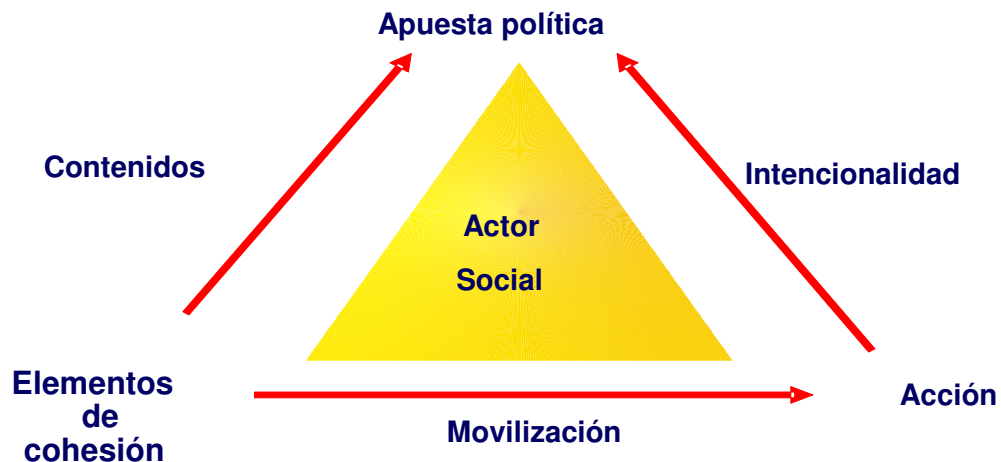 Apuesta política
Contenidos
Intencionalidad
Actor
Social
Elementos
de
cohesión
Acción
Movilización